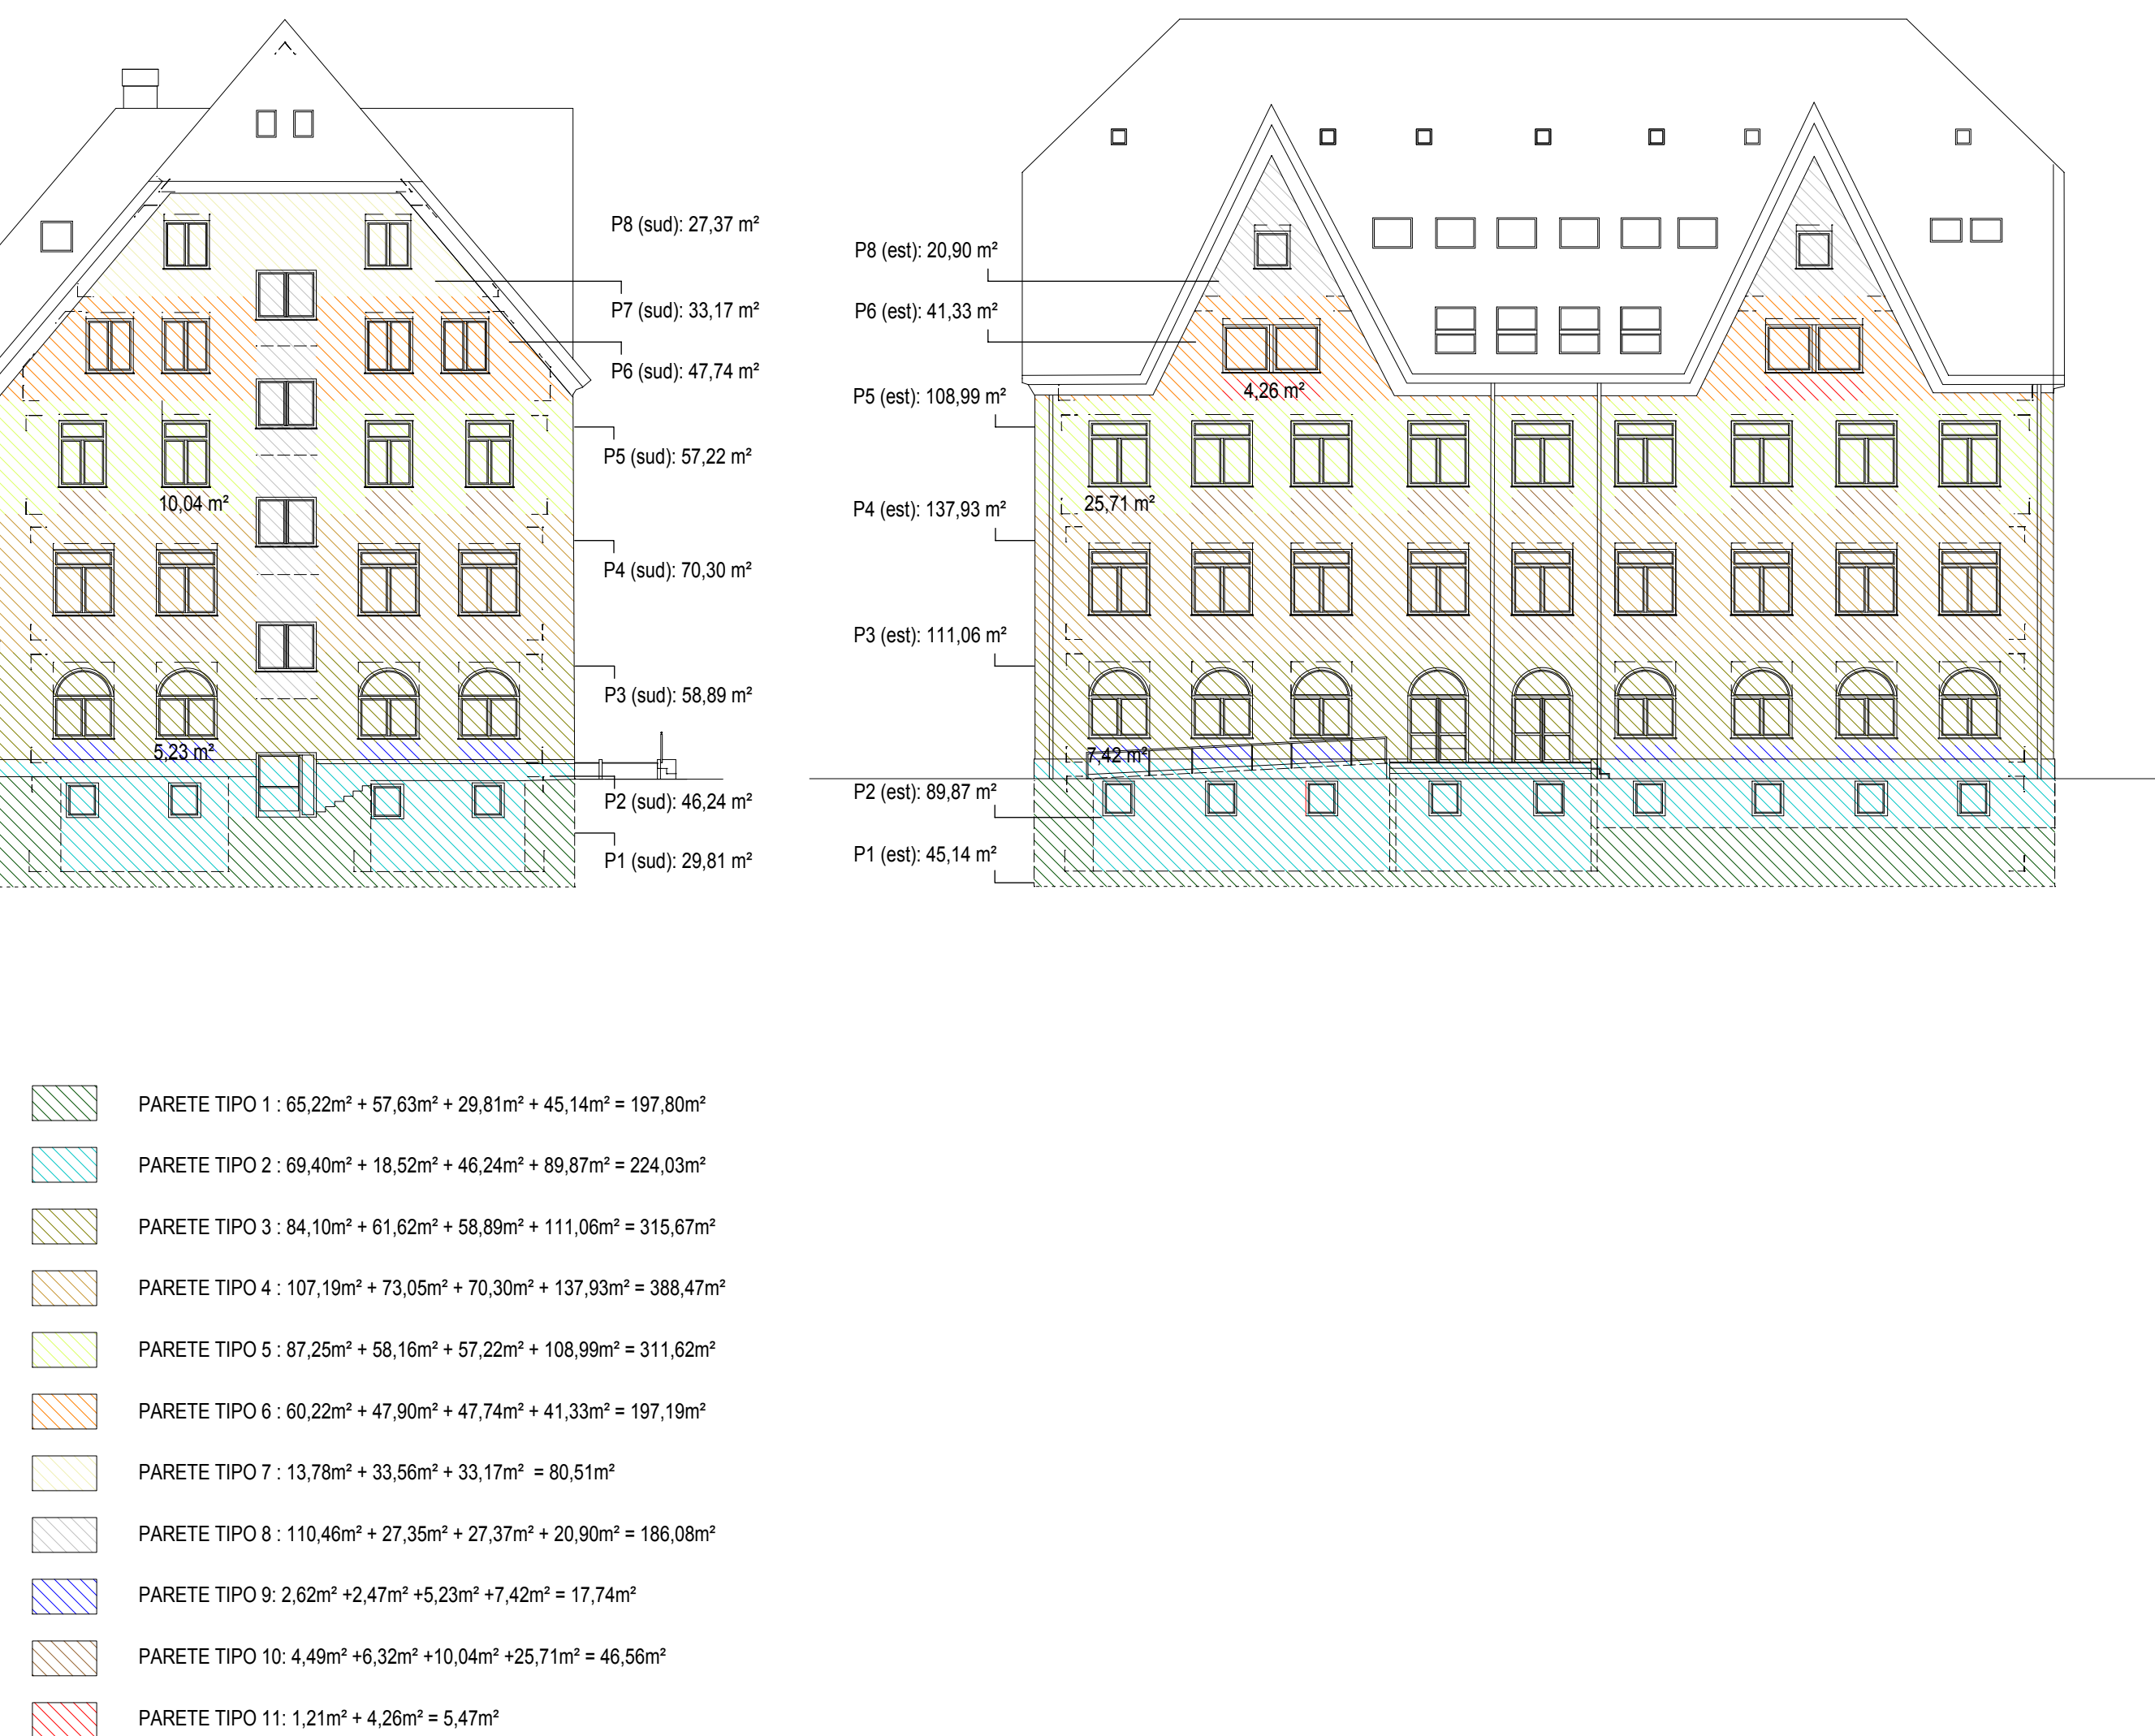 P8 (sud): 27,37 m²
P7 (sud): 33,17 m²
P6 (sud): 47,74 m²
P5 (sud): 57,22 m²
10,04 m²
P4 (sud): 70,30 m²
P3 (sud): 58,89 m²
5,23 m²
P2 (sud): 46,24 m²
P1 (sud): 29,81 m²
P8 (est): 20,90 m²
P6 (est): 41,33 m²
P5 (est): 108,99 m²
4,26 m²
P4 (est): 137,93 m²
25,71 m²
P3 (est): 111,06 m²
7,42 m²
P2 (est): 89,87 m²
P1 (est): 45,14 m²
PARETE TIPO 1 : 65,22m² + 57,63m² + 29,81m² + 45,14m² = 197,80m²
PARETE TIPO 2 : 69,40m² + 18,52m² + 46,24m² + 89,87m² = 224,03m²
PARETE TIPO 3 : 84,10m² + 61,62m² + 58,89m² + 111,06m² = 315,67m²
PARETE TIPO 4 : 107,19m² + 73,05m² + 70,30m² + 137,93m² = 388,47m²
PARETE TIPO 5 : 87,25m² + 58,16m² + 57,22m² + 108,99m² = 311,62m²
PARETE TIPO 6 : 60,22m² + 47,90m² + 47,74m² + 41,33m² = 197,19m²
PARETE TIPO 7 : 13,78m² + 33,56m² + 33,17m² = 80,51m²
PARETE TIPO 8 : 110,46m² + 27,35m² + 27,37m² + 20,90m² = 186,08m²
PARETE TIPO 9: 2,62m² +2,47m² +5,23m² +7,42m² = 17,74m²
PARETE TIPO 10: 4,49m² +6,32m² +10,04m² +25,71m² = 46,56m²
PARETE TIPO 11: 1,21m² + 4,26m² = 5,47m²